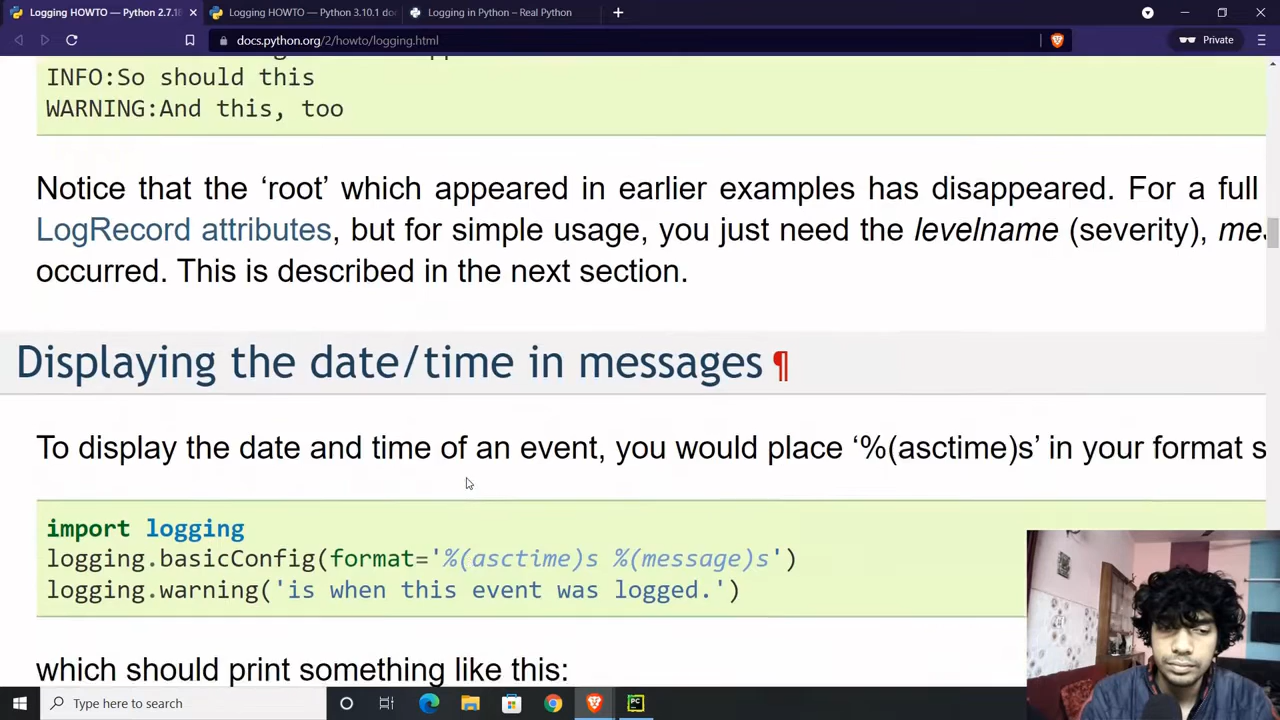 Logging HOWTO — Python 2.7.18
Logging HOWTO — Python 3.10.1 doc
Logging in Python – Real Python
docs.python.org/2/howto/logging.html
Private
INFO:So should this
WARNING:And this, too
Notice that the ‘root’ which appeared in earlier examples has disappeared. For a full
LogRecord attributes, but for simple usage, you just need the levelname (severity), mes
occurred. This is described in the next section.
Displaying the date/time in messages ¶
To display the date and time of an event, you would place ‘%(asctime)s’ in your format s
import logging
logging.basicConfig(format='%(asctime)s %(message)s')
logging.warning('is when this event was logged.')
which should print something like this:
Type here to search
PC